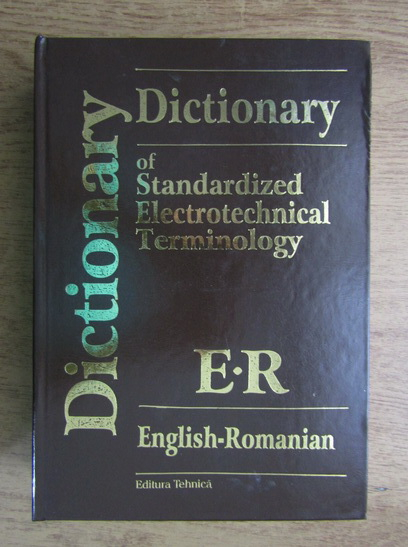 Dictionary
Dictionary
of Standardized
Electrotechnical
Terminology
E·R
English-Romanian
Editura Tehnică